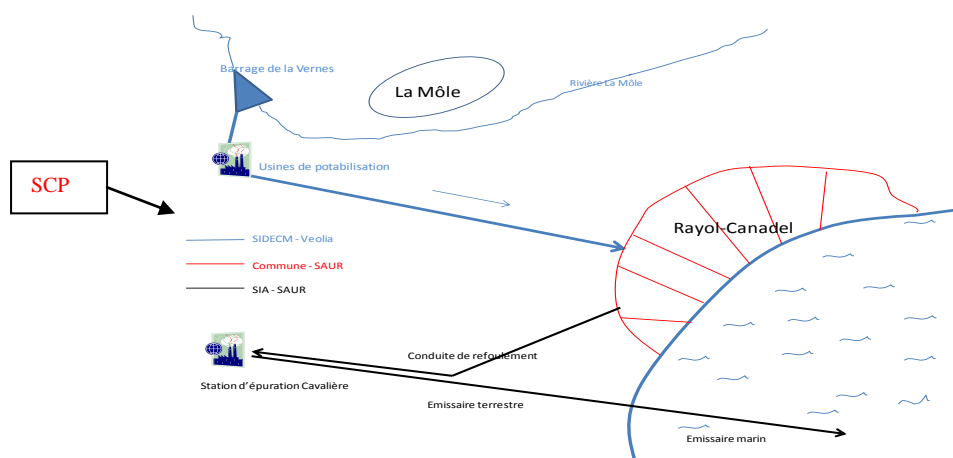 Barrage de la Vernes
La Môle
Rivière La Môle
Usines de potabilisation
SCP
Rayol-Canadel
SIDECM - Veolia
Commune - SAUR
SIA - SAUR
Conduite de refoulement
Station d'épuration Cavalière
Emissaire terrestre
Emissaire marin